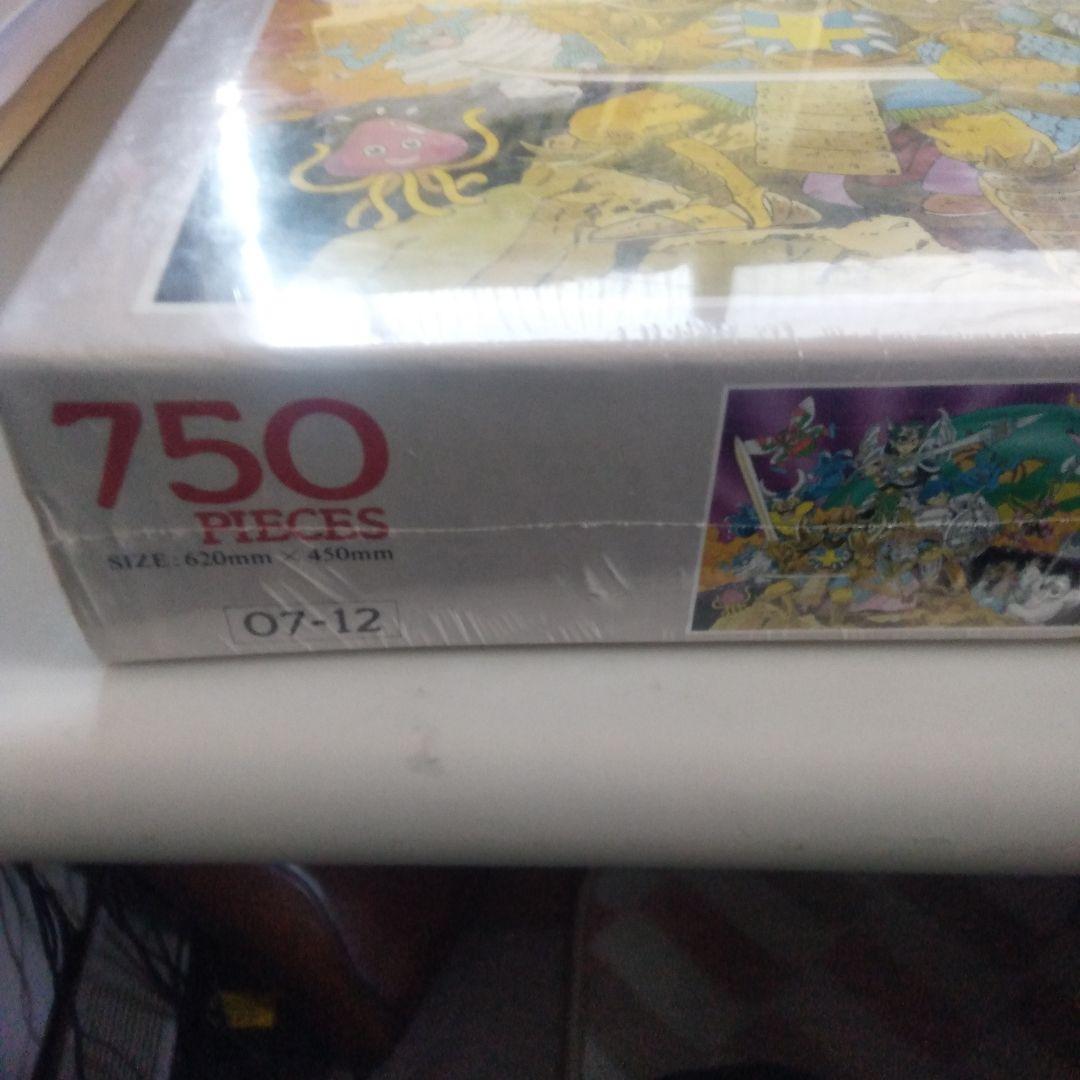 750
PIECES
SIZE : 620mm × 450mm
07-12